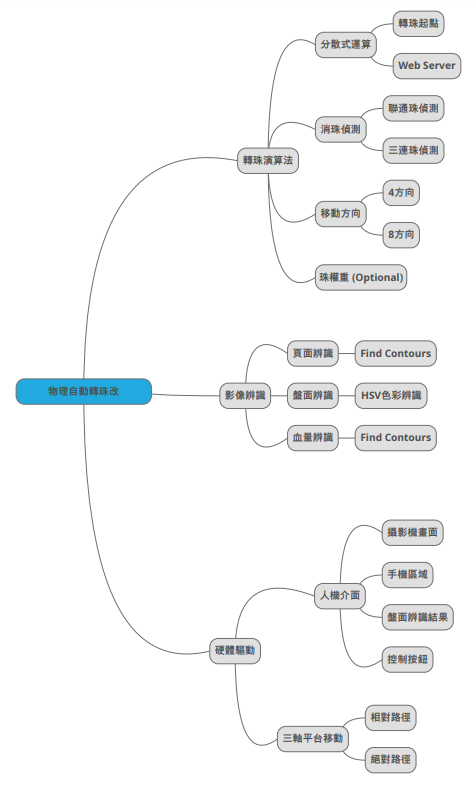 物理自動轉珠改
轉珠演算法
分散式運算
轉珠起點
Web Server
消珠偵測
聯通珠偵測
三連珠偵測
移動方向
4方向
8方向
珠權重 (Optional)
影像辨識
頁面辨識
Find Contours
盤面辨識
HSV色彩辨識
血量辨識
Find Contours
硬體驅動
人機介面
攝影機畫面
手機區域
盤面辨識結果
控制按鈕
三軸平台移動
相對路徑
絕對路徑